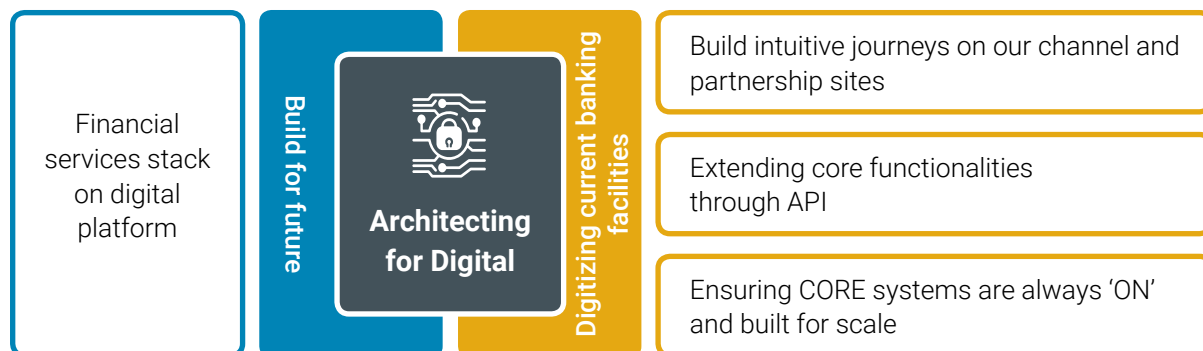 Financial
services stack
on digital
platform
Build for future
Architecting
for Digital
Digitizing current banking
facilities
Build intuitive journeys on our channel and
partnership sites
Extending core functionalities
through API
Ensuring CORE systems are always ‘ON’
and built for scale